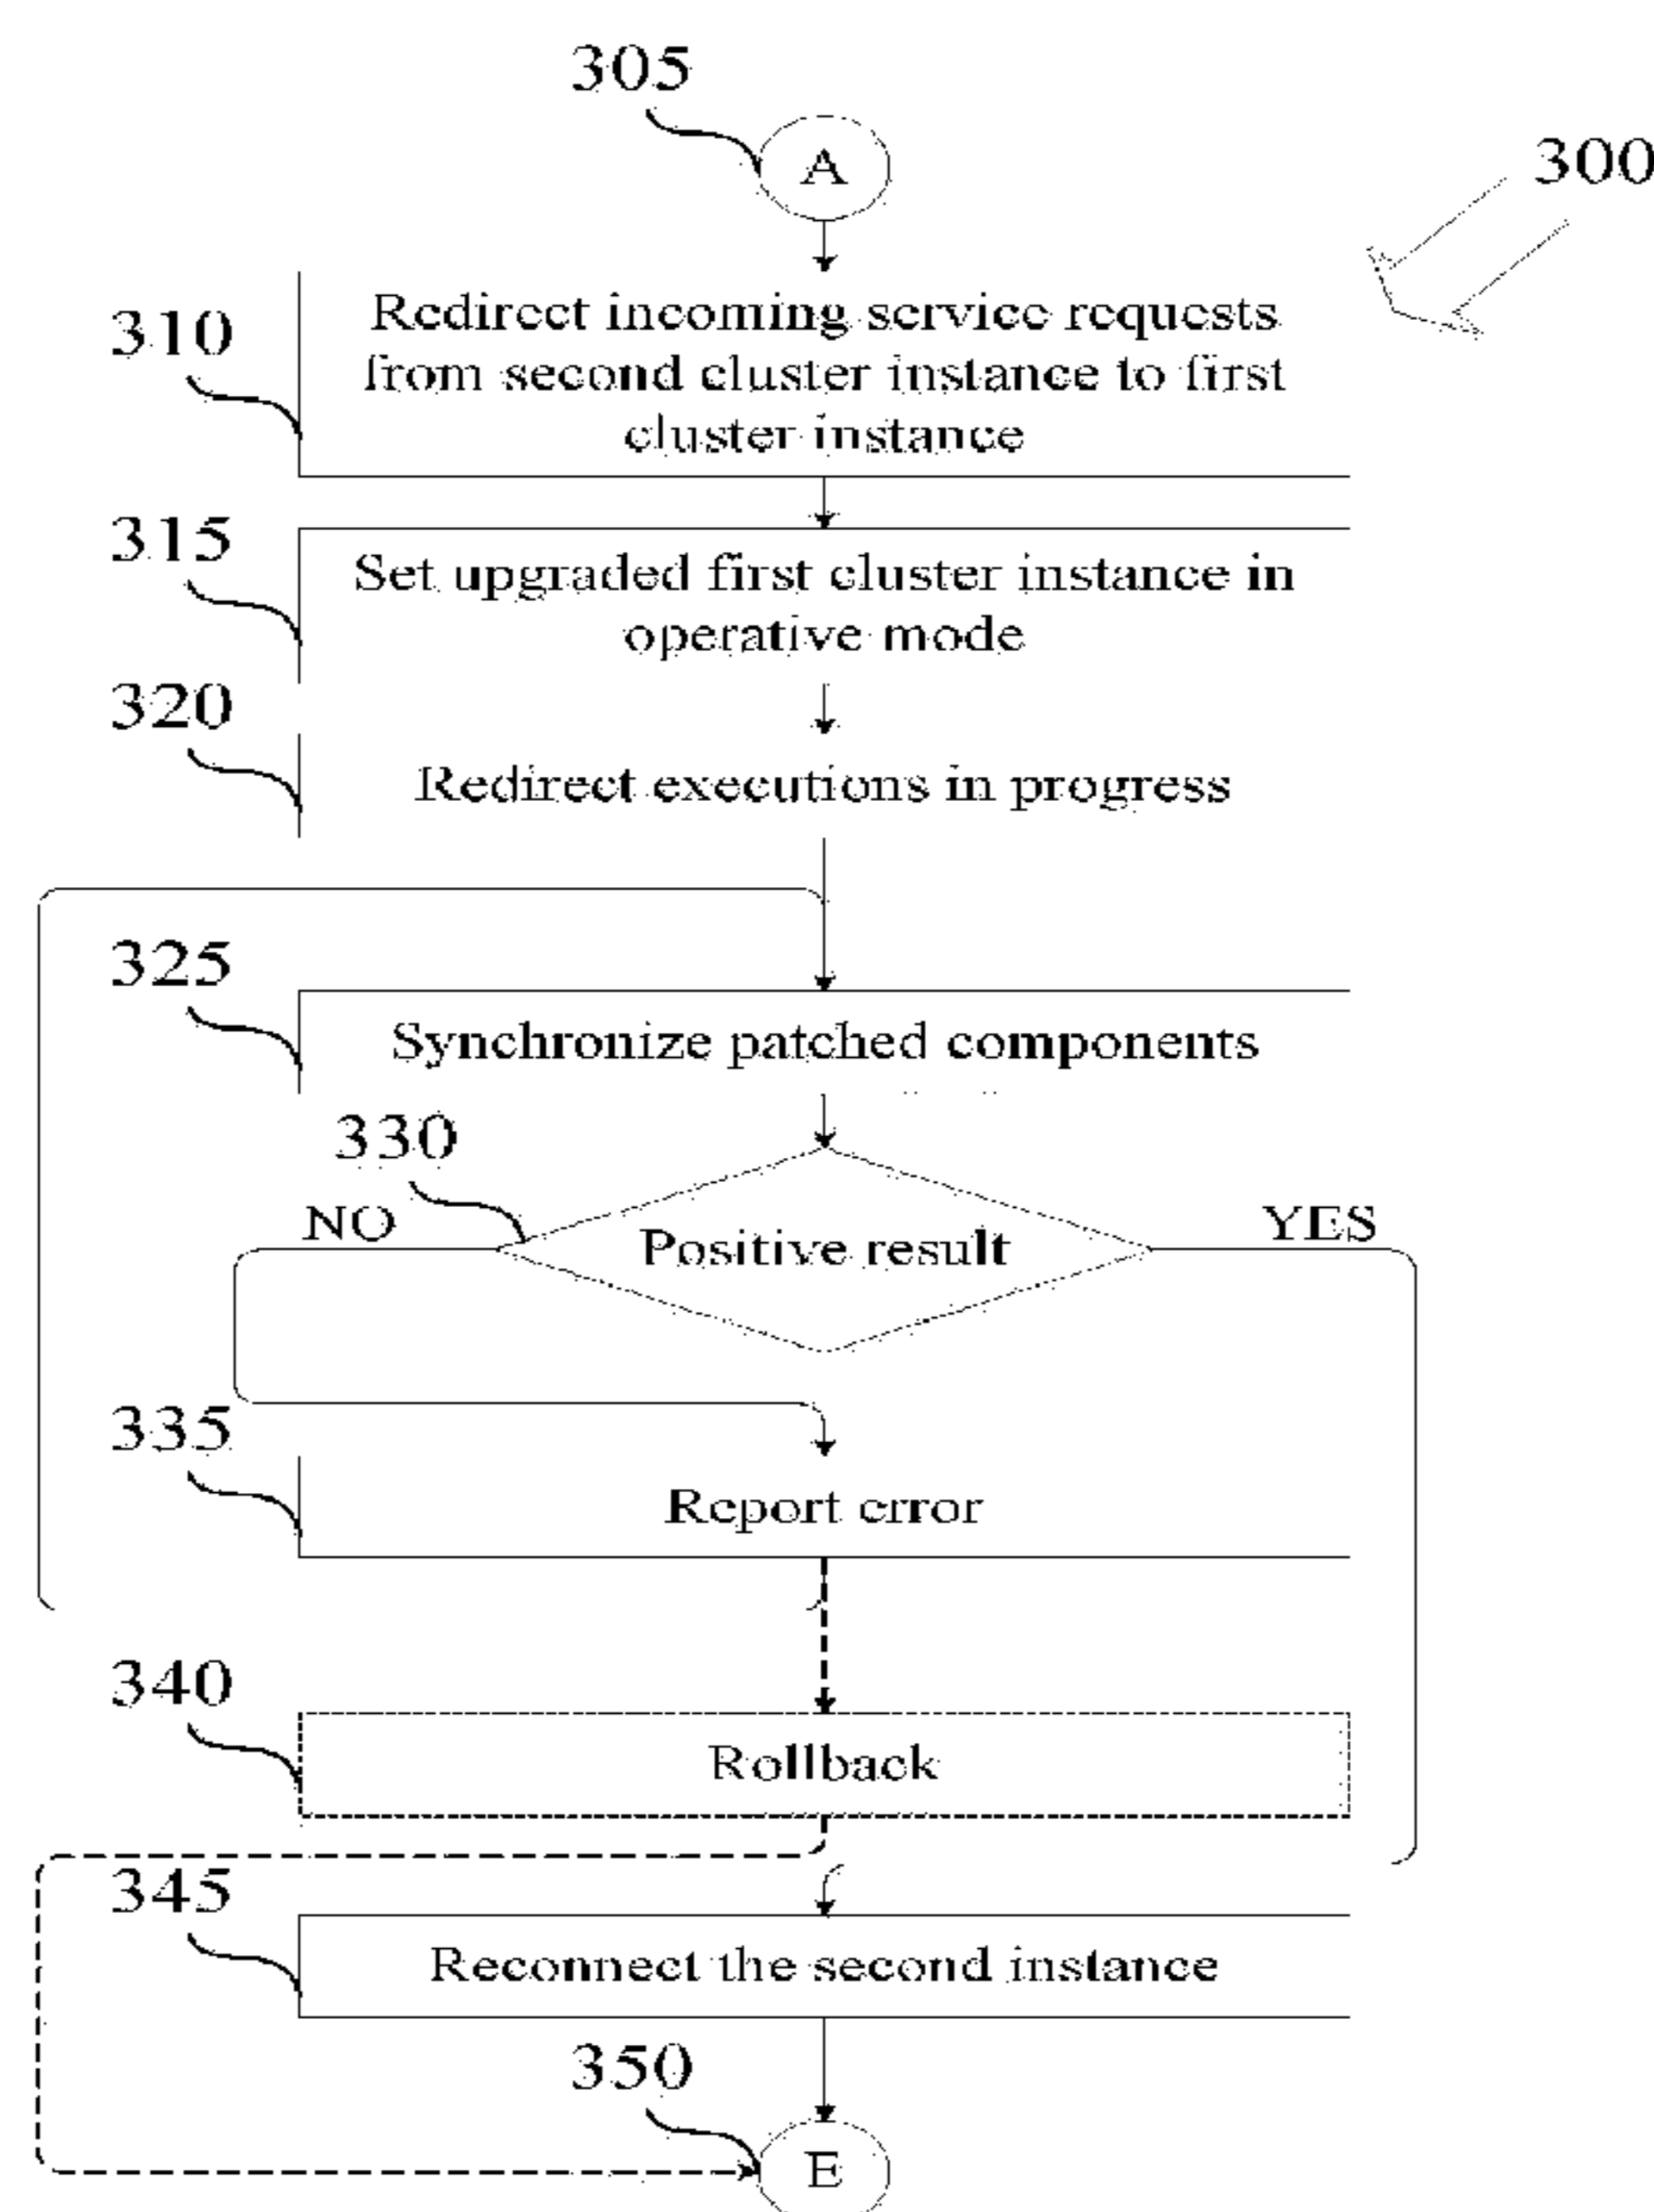 305
A
300
310
Redirect incoming service requests
from second cluster instance to first
cluster instance
315
Set upgraded first cluster instance in
operative mode
320
Redirect executions in progress
325
Synchronize patched components
330
NO
Positive result
YES
335
Report error
340
Rollback
345
Reconnect the second instance
350
E